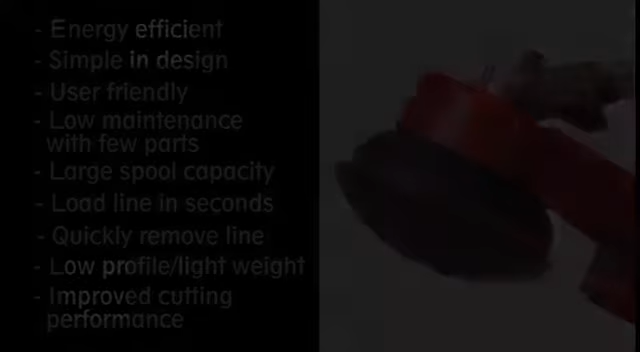 - Energy efficient
- Simple in design
- User friendly
- Low maintenance
with few parts
- Large spool capacity
- Load line in seconds
- Quickly remove line
- Low profile/light weight
- Improved cutting
performance